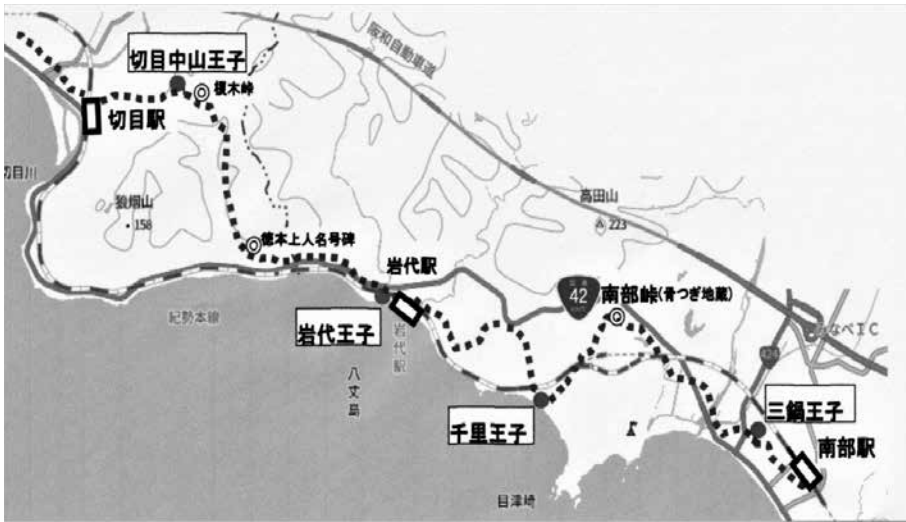 阪和自動車道
切目中山王子
榎木峠
切目駅
切目川
狼烟山
158
高田山
223
徳本上人名号碑
岩代駅
42
南部峠(骨つぎ地蔵)
みなべIC
紀勢本線
岩代王子
岩代駅
424
八丈島
千里王子
三鍋王子
南部駅
目津崎